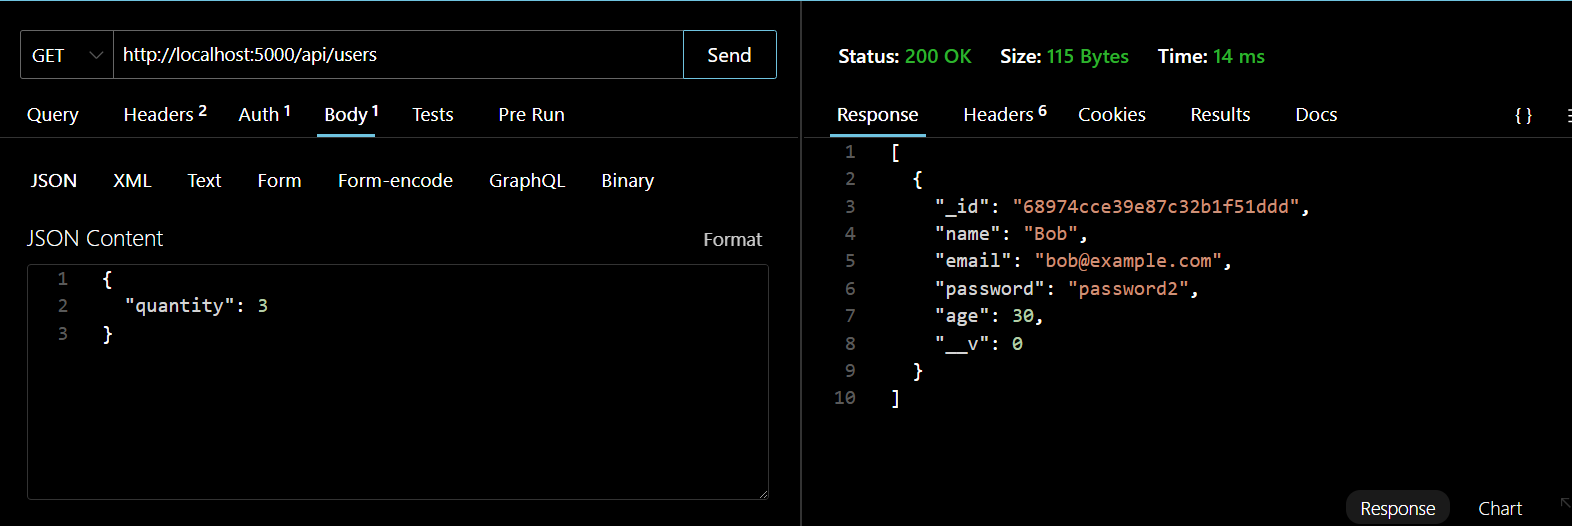 GET http://localhost:5000/api/users Send
Query Headers 2 Auth 1 Body 1 Tests Pre Run
JSON XML Text Form Form-encode GraphQL Binary
JSON Content Format
1 {
2 "quantity": 3
3 }
Status: 200 OK Size: 115 Bytes Time: 14 ms
Response Headers 6 Cookies Results Docs {}
1 [
2 {
3 "_id": "68974cce39e87c32b1f51ddd",
4 "name": "Bob",
5 "email": "bob@example.com",
6 "password": "password2",
7 "age": 30,
8 "__v": 0
9 }
10 ]
Response Chart